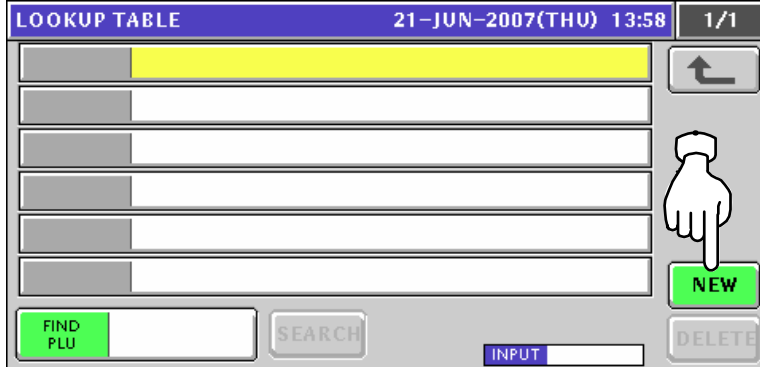 LOOKUP TABLE 21-JUN-2007(THU) 13:58 1/1
NEW
FIND
PLU
SEARCH
DELETE
INPUT